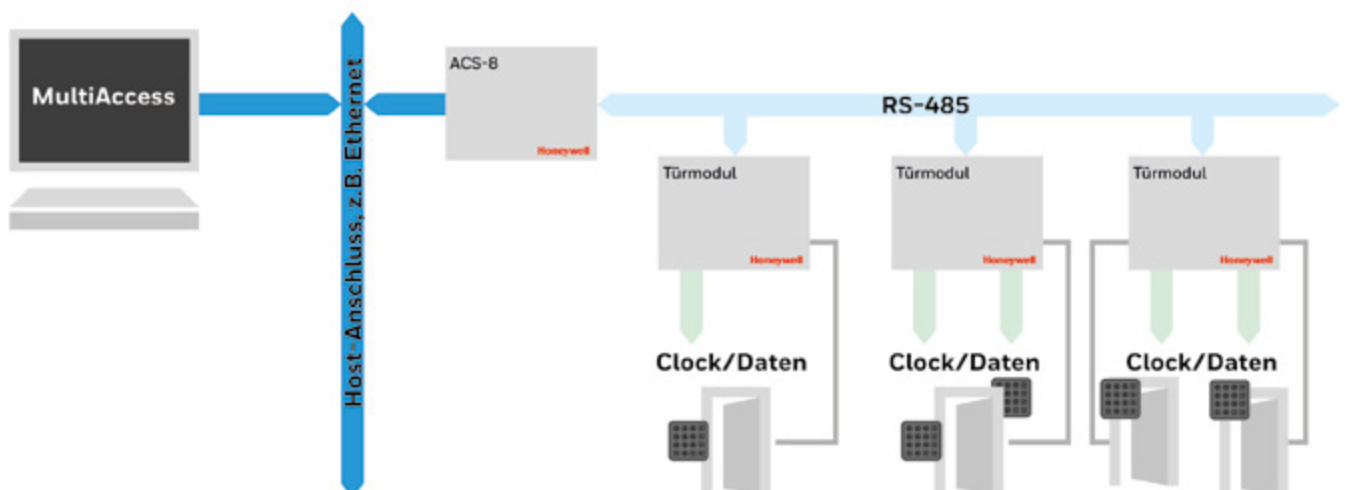 MultiAccess
Host-Anschluss, z.B. Ethernet
ACS-8
Honeywell
RS-485
Türmodul
Honeywell
Clock/Daten
Türmodul
Honeywell
Clock/Daten
Türmodul
Honeywell
Clock/Daten